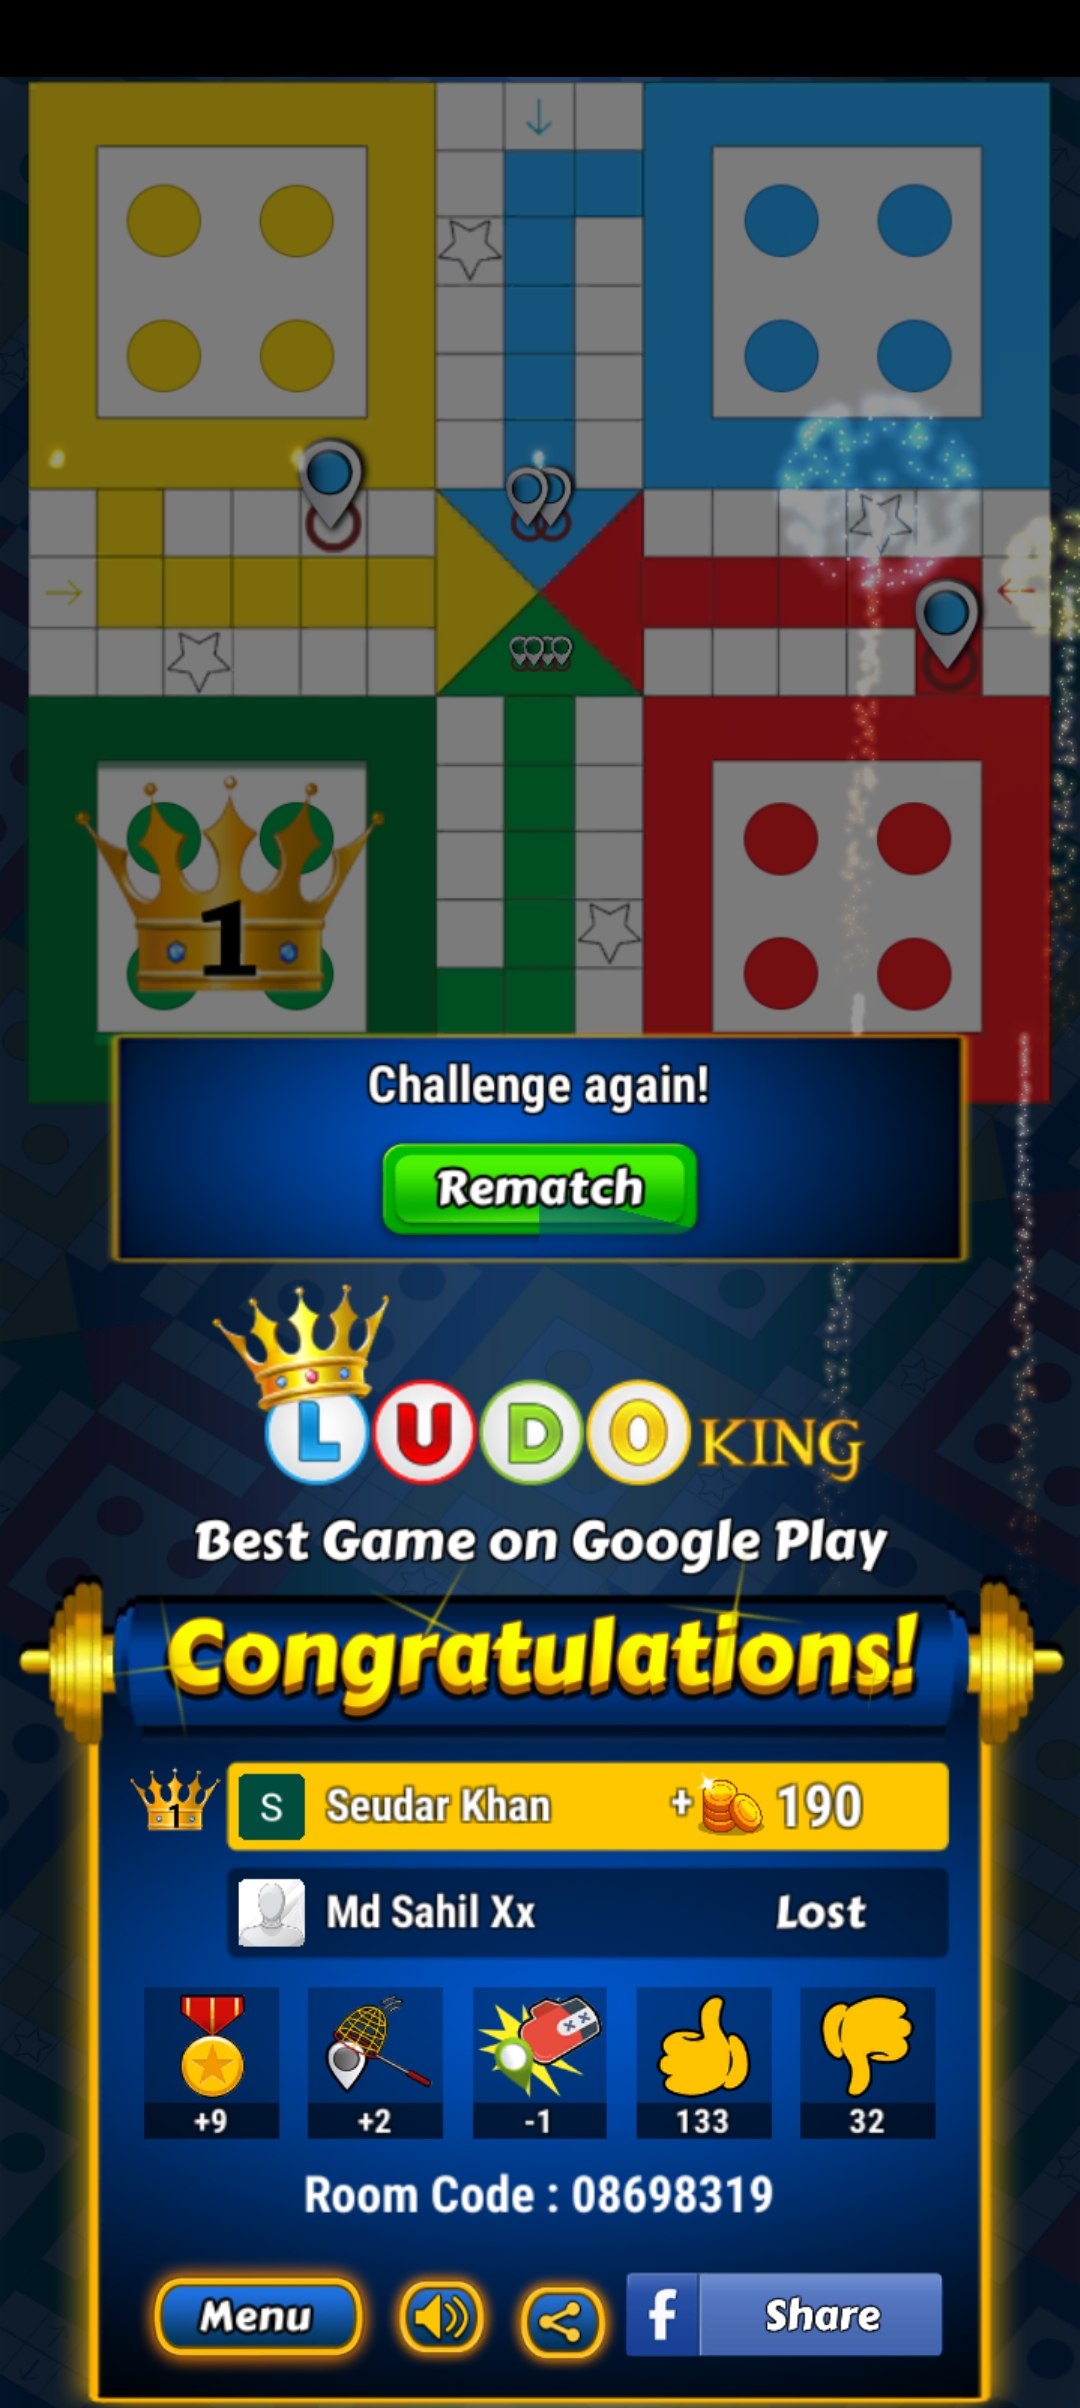 1
Challenge again!
Rematch
LUDO KING
Best Game on Google Play
Congratulations!
1 S Seudar Khan + 190
Md Sahil Xx Lost
+9 +2 -1 133 32
Room Code : 08698319
Menu f Share